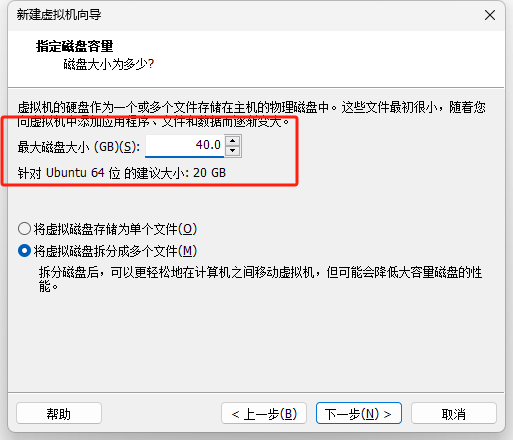 新建虚拟机向导
指定磁盘容量
磁盘大小为多少?
虚拟机的硬盘作为一个或多个文件存储在主机的物理磁盘中。这些文件最初很小，随着您
向虚拟机中添加应用程序、文件和数据而逐渐变大。
最大磁盘大小 (GB)(S): 40.0
针对 Ubuntu 64 位 的建议大小: 20 GB
将虚拟磁盘存储为单个文件(O)
将虚拟磁盘拆分成多个文件(M)
拆分磁盘后，可以更轻松地在计算机之间移动虚拟机，但可能会降低大容量磁盘的性
能。
帮助 < 上一步(B) 下一步(N) > 取消